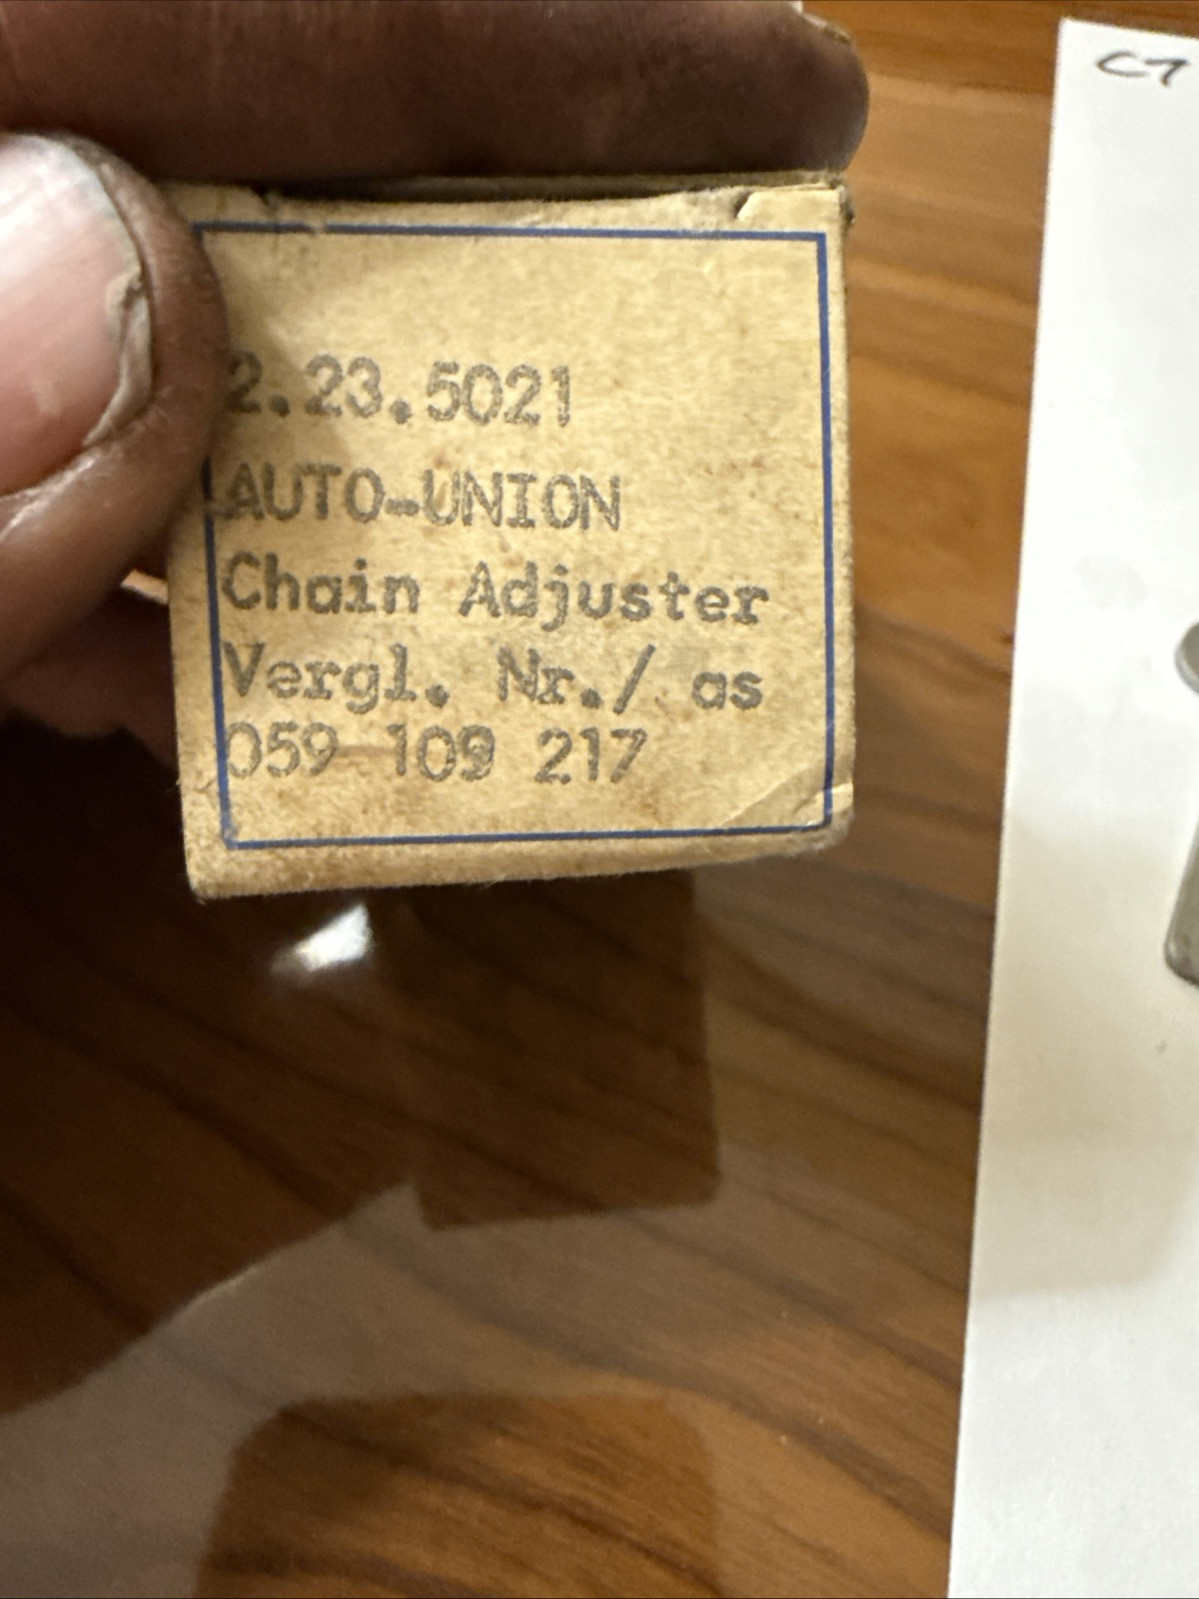 2.23.5021
AUTO-UNION
Chain Adjuster
Vergl. Nr./ as
059 109 217